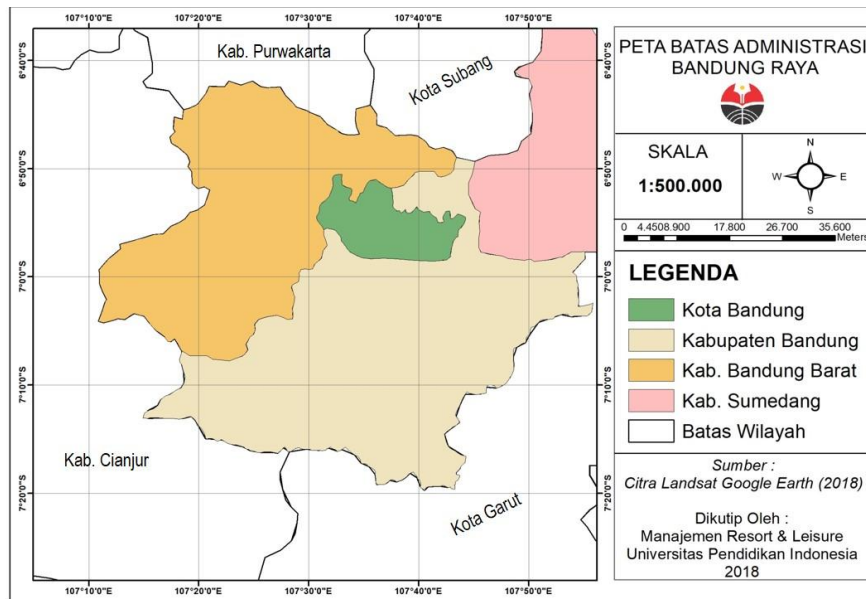 107°10'0"E 107°20'0"E 107°30'0"E 107°40'0"E 107°50'0"E
6°40'0"S
6°50'0"S
7°0'0"S
7°10'0"S
7°20'0"S
Kab. Purwakarta
Kota Subang
Kab. Cianjur
Kota Garut
6°40'0"S
6°50'0"S
7°0'0"S
7°10'0"S
7°20'0"S
107°10'0"E 107°20'0"E 107°30'0"E 107°40'0"E 107°50'0"E
PETA BATAS ADMINISTRASI
BANDUNG RAYA
SKALA
1:500.000
N
W E
S
0 4.4508.900 17.800 26.700 35.600
Meters
LEGENDA
Kota Bandung
Kabupaten Bandung
Kab. Bandung Barat
Kab. Sumedang
Batas Wilayah
Sumber :
Citra Landsat Google Earth (2018)
Dikutip Oleh :
Manajemen Resort & Leisure
Universitas Pendidikan Indonesia
2018